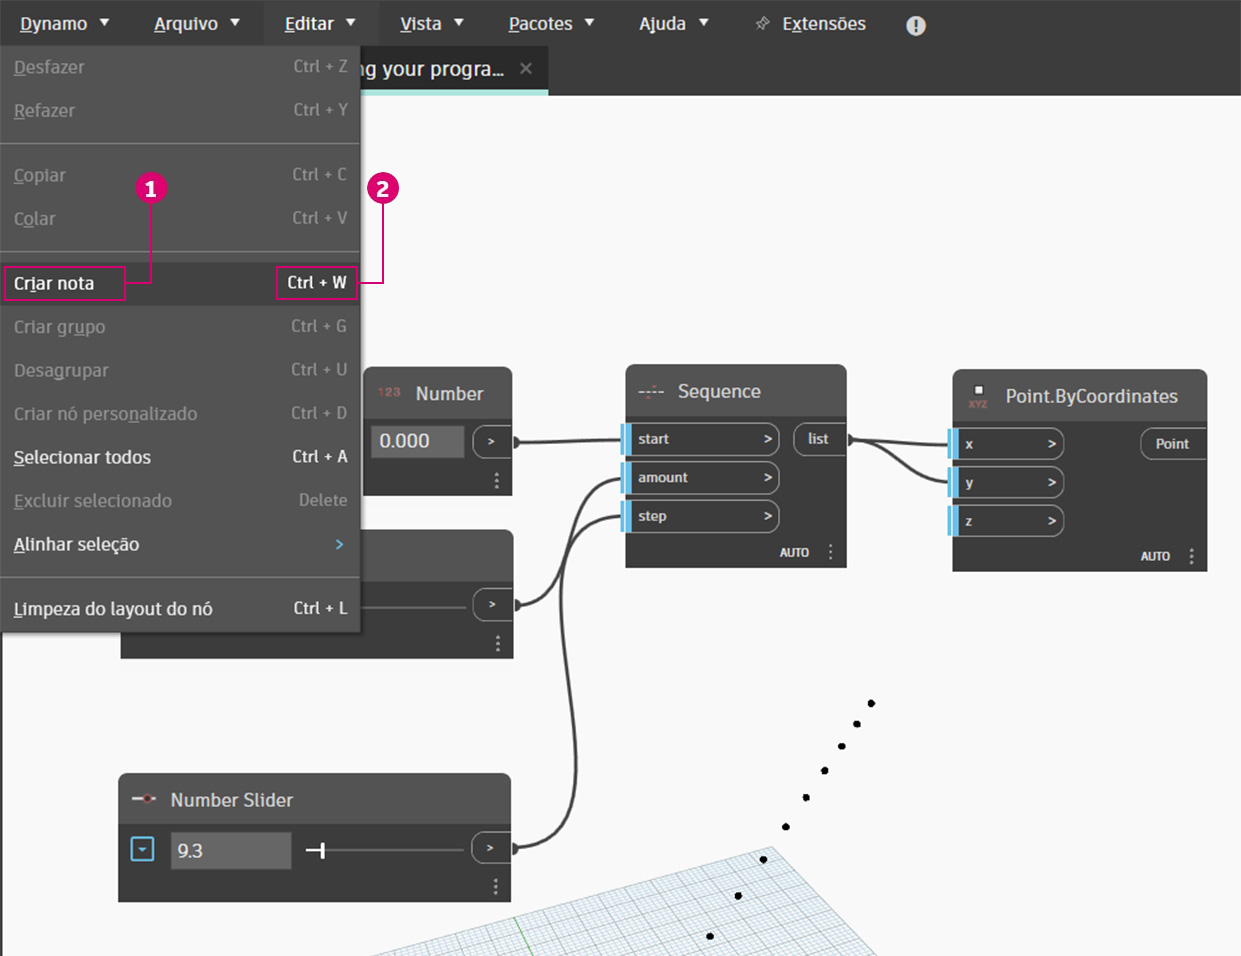 Dynamo Arquivo Editar Vista Pacotes Ajuda Extensões
ng your progra...
Desfazer Ctrl + Z
Refazer Ctrl + Y
Copiar Ctrl + C
1
2
Colar Ctrl + V
Criar nota Ctrl + W
Criar grupo Ctrl + G
Desagrupar Ctrl + U
Criar nó personalizado Ctrl + D
Selecionar todos Ctrl + A
Excluir selecionado Delete
Alinhar seleção >
Limpeza do layout do nó Ctrl + L
123 Number
0.000 >
Sequence
start > list
amount >
step >
AUTO
XYZ Point.ByCoordinates
x > Point
y >
z >
AUTO
>
Number Slider
9.3 >